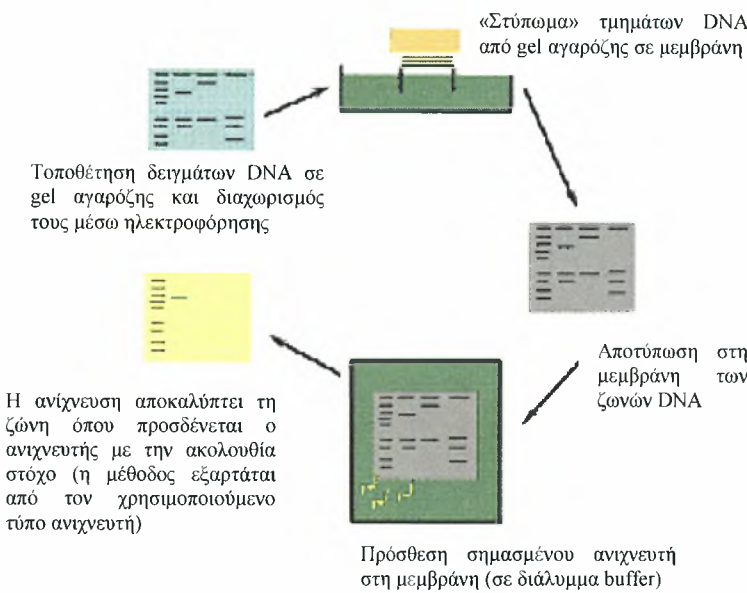 «Στύπωμα» τμημάτων DNA
από gel αγαρόζης σε μεμβράνη
Τοποθέτηση δειγμάτων DNA σε
gel αγαρόζης και διαχωρισμός
τους μέσω ηλεκτροφόρησης
Αποτύπωση στη
μεμβράνη των
ζωνών DNA
Η ανίχνευση αποκαλύπτει τη
ζώνη όπου προσδένεται ο
ανιχνευτής με την ακολουθία
στόχο (η μέθοδος εξαρτάται
από τον χρησιμοποιούμενο
τύπο ανιχνευτή)
Πρόσθεση σημασμένου ανιχνευτή
στη μεμβράνη (σε διάλυμμα buffer)